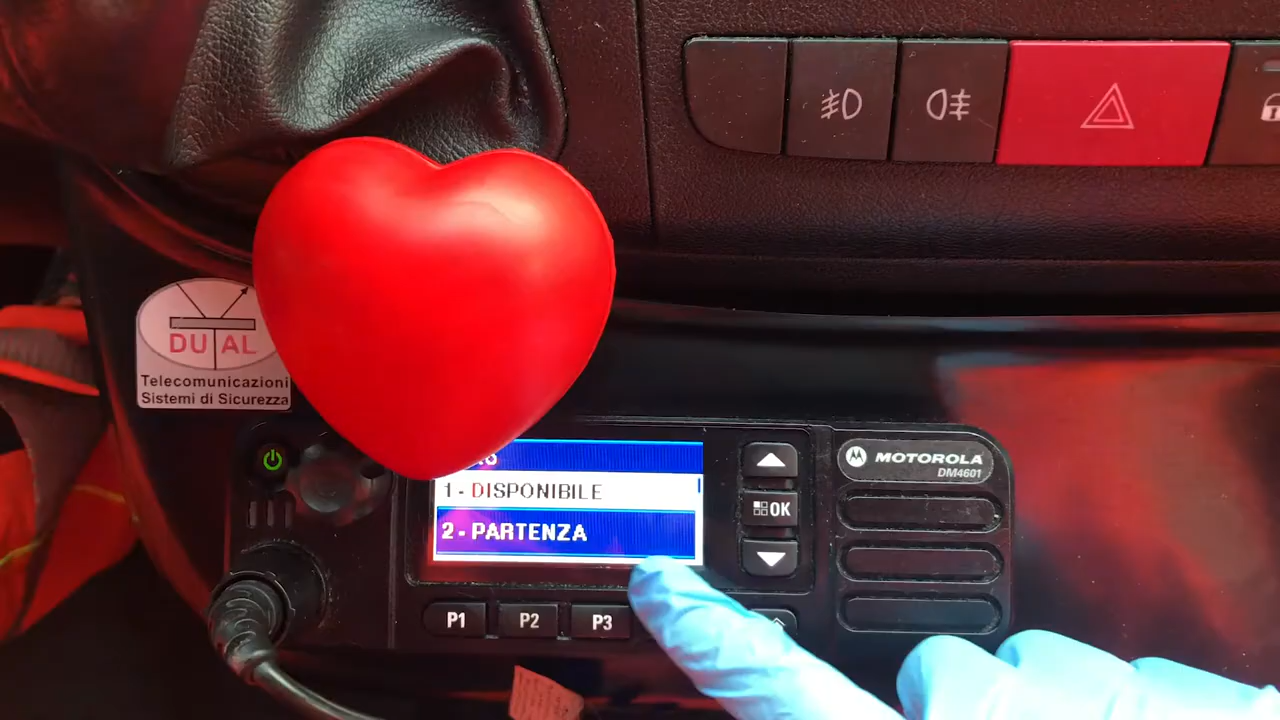 DUAL
Telecomunicazioni
Sistemi di Sicurezza
1 - DISPONIBILE
2 - PARTENZA
OK
MOTOROLA
DM4601
P1
P2
P3